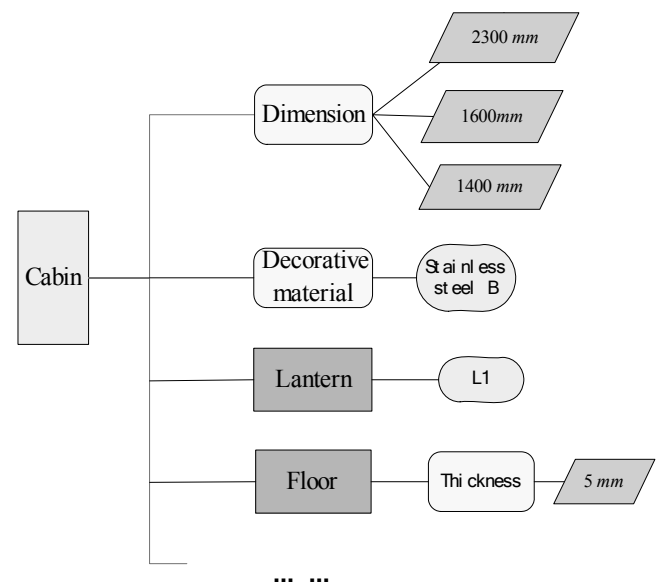 2300 mm
Dimension
1600mm
1400 mm
Cabin
Decorative
material
Stainless
steel B
Lantern
L1
Floor
Thickness
5 mm
... ...